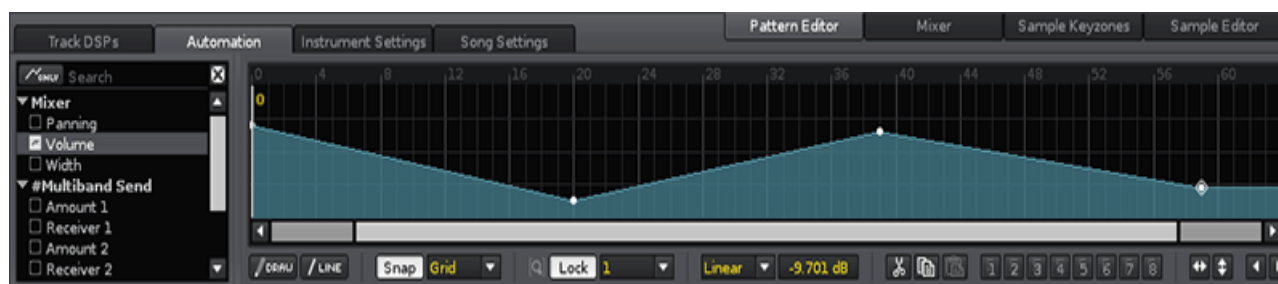 Pattern Editor Mixer Sample Keyzones Sample Editor
Track DSPs Automation Instrument Settings Song Settings
ONLY Search
0 4 8 12 16 20 24 28 32 36 40 44 48 52 56 60
0
Mixer
Panning
Volume
Width
#Multiband Send
Amount 1
Receiver 1
Amount 2
Receiver 2
DRAW LINE Snap Grid Lock 1 Linear -9.701 dB 1 2 3 4 5 6 7 8